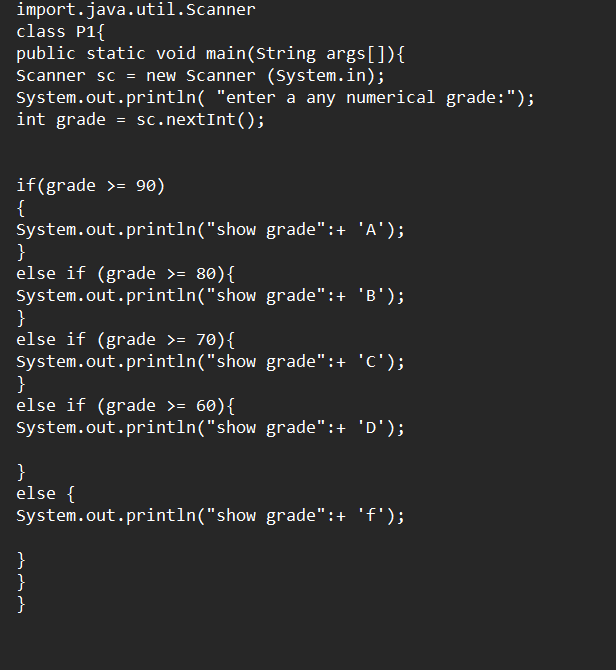 import.java.util.Scanner
class P1{
public static void main(String args[]){
Scanner sc = new Scanner (System.in);
System.out.println( "enter a any numerical grade:");
int grade = sc.nextInt();
if(grade >= 90)
{
System.out.println("show grade":+ 'A');
}
else if (grade >= 80){
System.out.println("show grade":+ 'B');
}
else if (grade >= 70){
System.out.println("show grade":+ 'C');
}
else if (grade >= 60){
System.out.println("show grade":+ 'D');
}
else {
System.out.println("show grade":+ 'f');
}
}
}